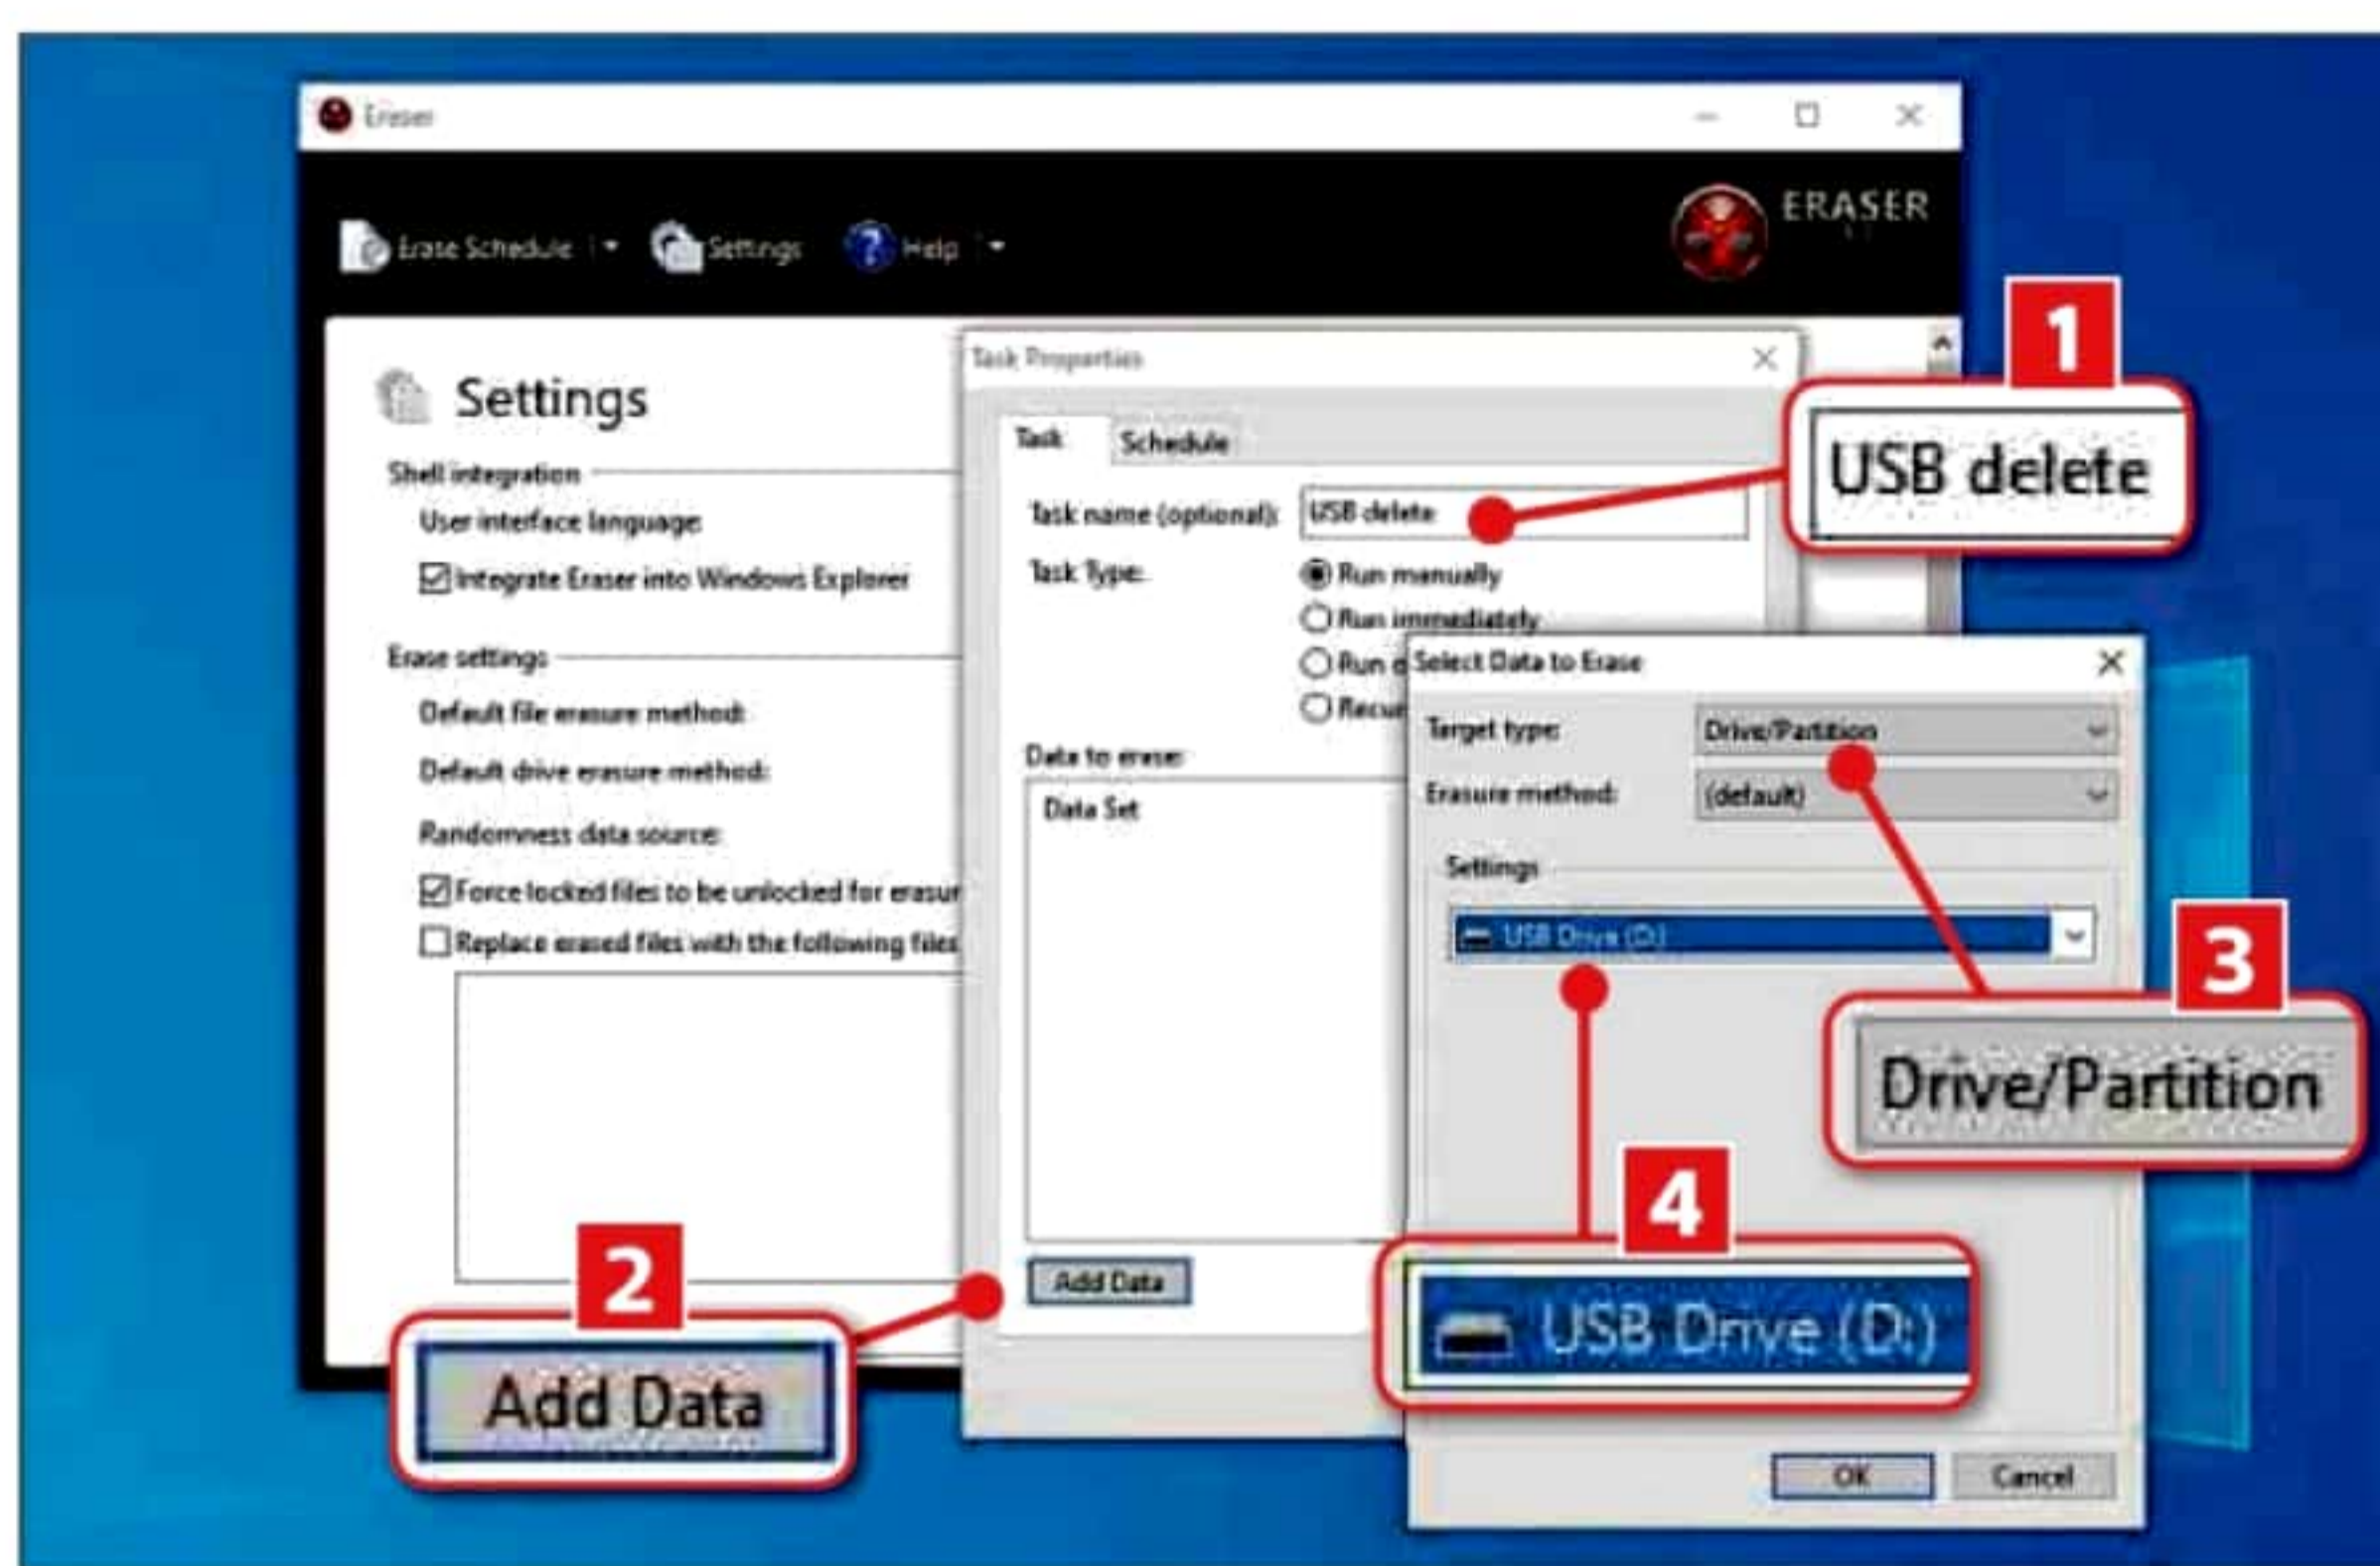 Eraser
Erase Schedule
Settings
Help
ERASER
Settings
Shell integration
User interface language:
Integrate Eraser into Windows Explorer
Erase settings
Default file erasure method:
Default drive erasure method:
Randomness data source:
Force locked files to be unlocked for erasur
Replace erased files with the following files
Task Properties
Task
Schedule
Task name (optional):
USB delete
Task Type:
Run manually
Run immediately
Run
Recur
Data to erase:
Data Set
Add Data
Select Data to Erase
Target type:
Drive/Partition
Erasure method:
(default)
Settings
USB Drive (D:)
OK
Cancel
1
USB delete
2
Add Data
3
Drive/Partition
4
USB Drive (D:)